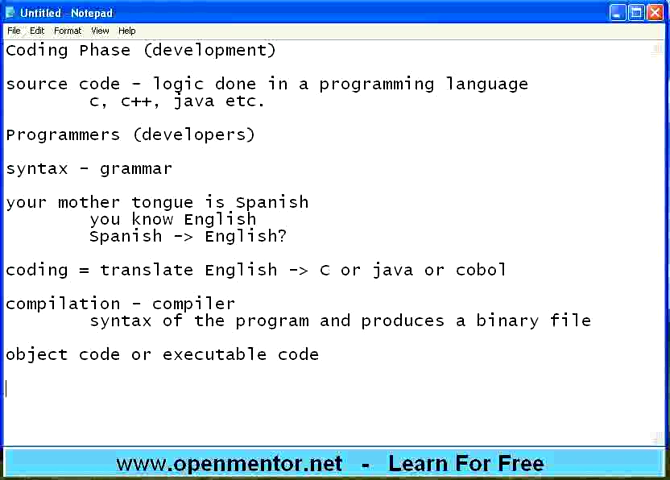 Untitled - Notepad
File Edit Format View Help
Coding Phase (development)
source code - logic done in a programming language
c, c++, java etc.
Programmers (developers)
syntax - grammar
your mother tongue is Spanish
you know English
Spanish -> English?
coding = translate English -> C or java or cobol
compilation - compiler
syntax of the program and produces a binary file
object code or executable code
www.openmentor.net - Learn For Free